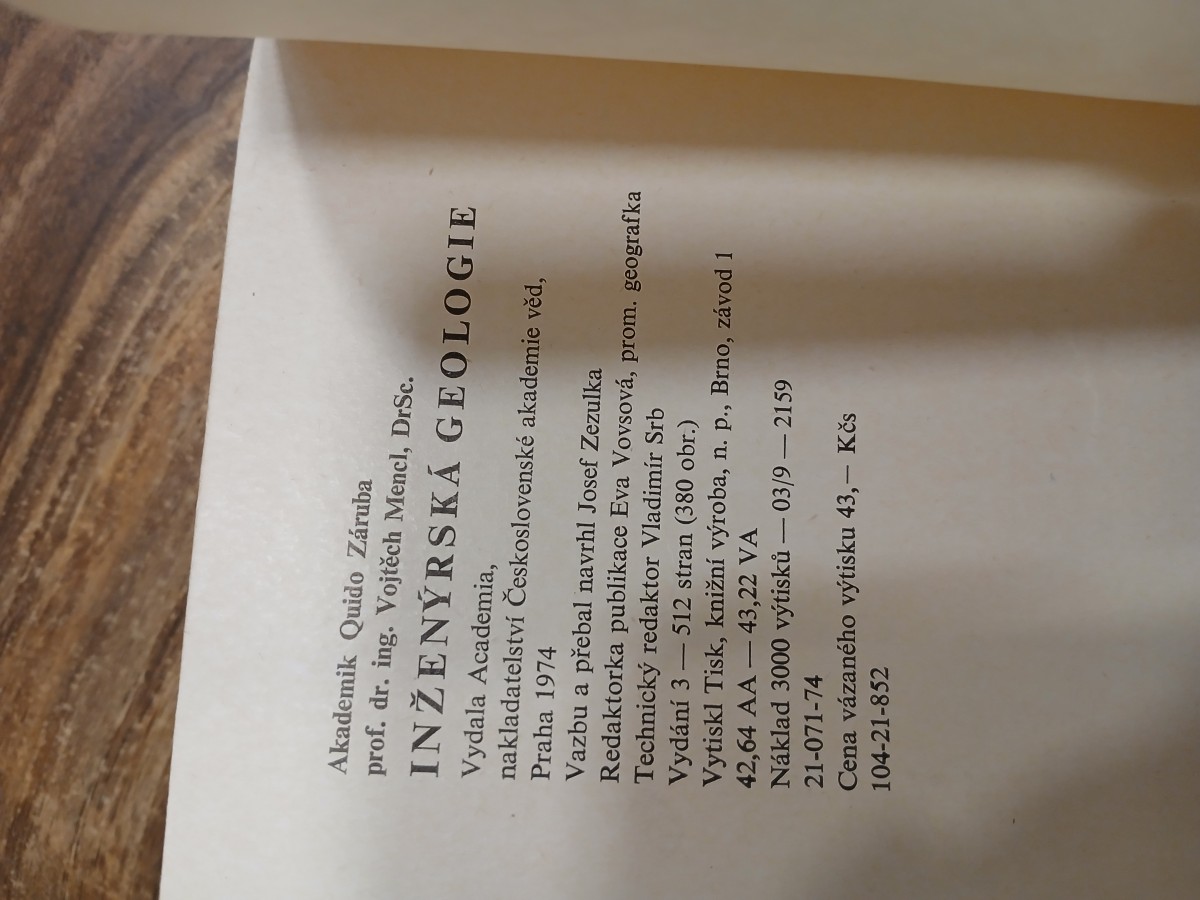 Akademik Quido Záruba
prof. dr. ing. Vojtěch Mencl, DrSc.
INŽENÝRSKÁ GEOLOGIE
Vydala Academia,
nakladatelství Československé akademie věd,
Praha 1974
Vazbu a přebal navrhl Josef Zezulka
Redaktorka publikace Eva Vovsová, prom. geografka
Technický redaktor Vladimír Srb
Vydání 3 — 512 stran (380 obr.)
Vytiskl Tisk, knižní výroba, n. p., Brno, závod 1
42,64 AA — 43,22 VA
Náklad 3000 výtisků — 03/9 — 2159
21-071-74
Cena vázaného výtisku 43,— Kčs
104-21-852